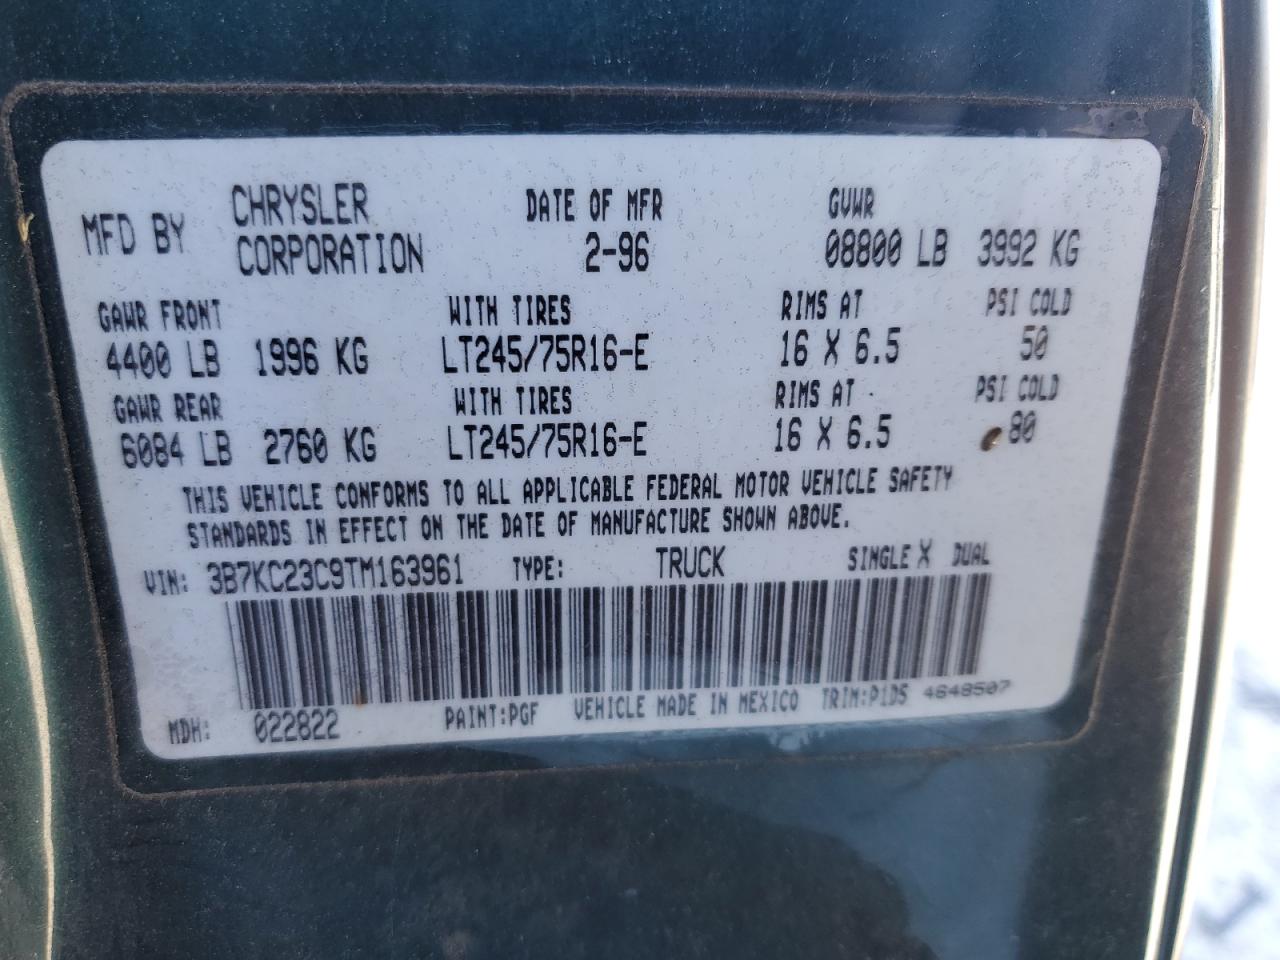 MFD BY CHRYSLER CORPORATION DATE OF MFR 2-96 GVWR 08800 LB 3992 KG
GAWR FRONT WITH TIRES RIMS AT PSI COLD
4400 LB 1996 KG LT245/75R16-E 16 X 6.5 50
GAWR REAR WITH TIRES RIMS AT PSI COLD
6084 LB 2760 KG LT245/75R16-E 16 X 6.5 80
THIS VEHICLE CONFORMS TO ALL APPLICABLE FEDERAL MOTOR VEHICLE SAFETY
STANDARDS IN EFFECT ON THE DATE OF MANUFACTURE SHOWN ABOVE.
VIN: 3B7KC23C9TM163961 TYPE: TRUCK SINGLE X DUAL
MDH: 022822 PAINT:PGF VEHICLE MADE IN MEXICO TRIM:P1D5 4648507